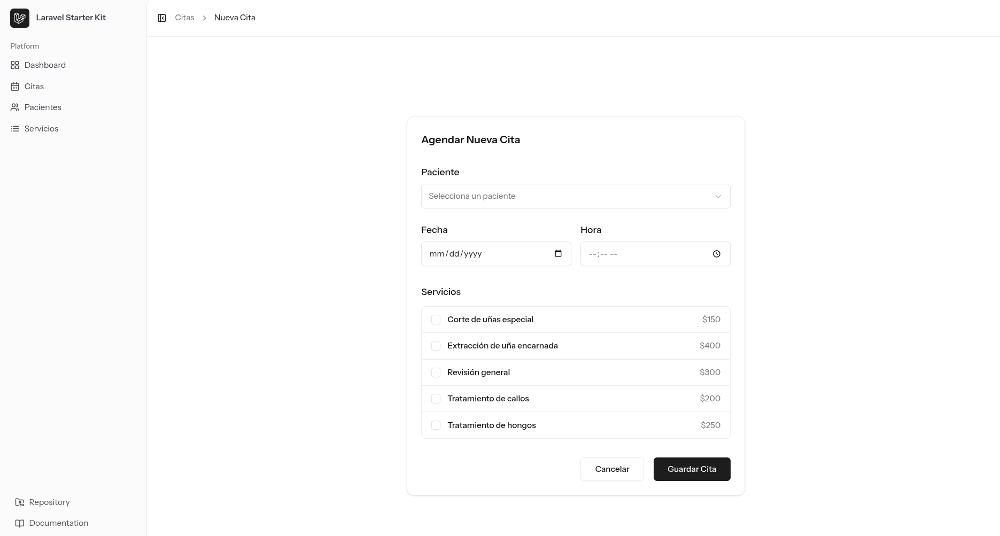 Laravel Starter Kit
Platform
Dashboard
Citas
Pacientes
Servicios
Repository
Documentation
Citas > Nueva Cita
Agendar Nueva Cita
Paciente
Selecciona un paciente
Fecha Hora
mm/dd/yyyy --:-- --
Servicios
Corte de uñas especial $150
Extracción de uña encarnada $400
Revisión general $300
Tratamiento de callos $200
Tratamiento de hongos $250
Cancelar Guardar Cita